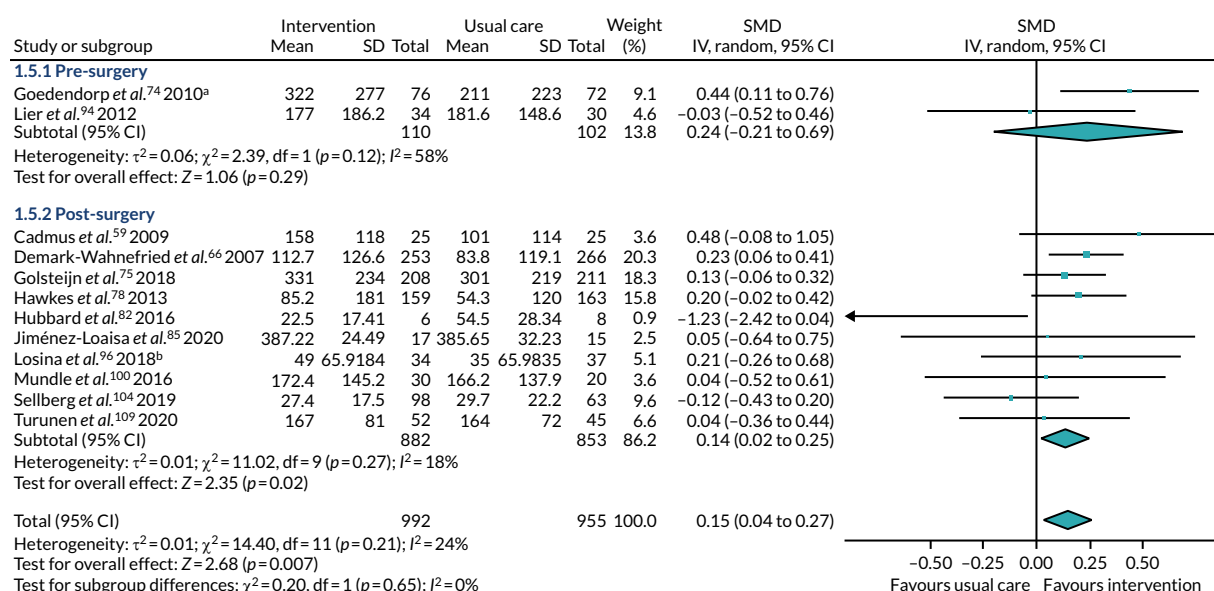 Intervention Usual care Weight SMD SMD
Study or subgroup Mean SD Total Mean SD Total (%) IV, random, 95% CI IV, random, 95% CI
1.5.1 Pre-surgery
Goedendorp et al.⁷⁴ 2010ᵃ 322 277 76 211 223 72 9.1 0.44 (0.11 to 0.76)
Lier et al.⁹⁴ 2012 177 186.2 34 181.6 148.6 30 4.6 −0.03 (−0.52 to 0.46)
Subtotal (95% CI) 110 102 13.8 0.24 (−0.21 to 0.69)
Heterogeneity: τ²=0.06; χ²=2.39, df=1 (p=0.12); I²=58%
Test for overall effect: Z=1.06 (p=0.29)
1.5.2 Post-surgery
Cadmus et al.⁵⁹ 2009 158 118 25 101 114 25 3.6 0.48 (−0.08 to 1.05)
Demark-Wahnefried et al.⁶⁶ 2007 112.7 126.6 253 83.8 119.1 266 20.3 0.23 (0.06 to 0.41)
Golsteijn et al.⁷⁵ 2018 331 234 208 301 219 211 18.3 0.13 (−0.06 to 0.32)
Hawkes et al.⁷⁸ 2013 85.2 181 159 54.3 120 163 15.8 0.20 (−0.02 to 0.42)
Hubbard et al.⁸² 2016 22.5 17.41 6 54.5 28.34 8 0.9 −1.23 (−2.42 to 0.04)
Jiménez-Loaisa et al.⁸⁵ 2020 387.22 24.49 17 385.65 32.23 15 2.5 0.05 (−0.64 to 0.75)
Losina et al.⁹⁶ 2018ᵇ 49 65.9184 34 35 65.9835 37 5.1 0.21 (−0.26 to 0.68)
Mundle et al.¹⁰⁰ 2016 172.4 145.2 30 166.2 137.9 20 3.6 0.04 (−0.52 to 0.61)
Sellberg et al.¹⁰⁴ 2019 27.4 17.5 98 29.7 22.2 63 9.6 −0.12 (−0.43 to 0.20)
Turunen et al.¹⁰⁹ 2020 167 81 52 164 72 45 6.6 0.04 (−0.36 to 0.44)
Subtotal (95% CI) 882 853 86.2 0.14 (0.02 to 0.25)
Heterogeneity: τ²=0.01; χ²=11.02, df=9 (p=0.27); I²=18%
Test for overall effect: Z=2.35 (p=0.02)
Total (95% CI) 992 955 100.0 0.15 (0.04 to 0.27)
Heterogeneity: τ²=0.01; χ²=14.40, df=11 (p=0.21); I²=24%
Test for overall effect: Z=2.68 (p=0.007)
Test for subgroup differences: χ²=0.20, df=1 (p=0.65); I²=0%
−0.50 −0.25 0.00 0.25 0.50
Favours usual care Favours intervention